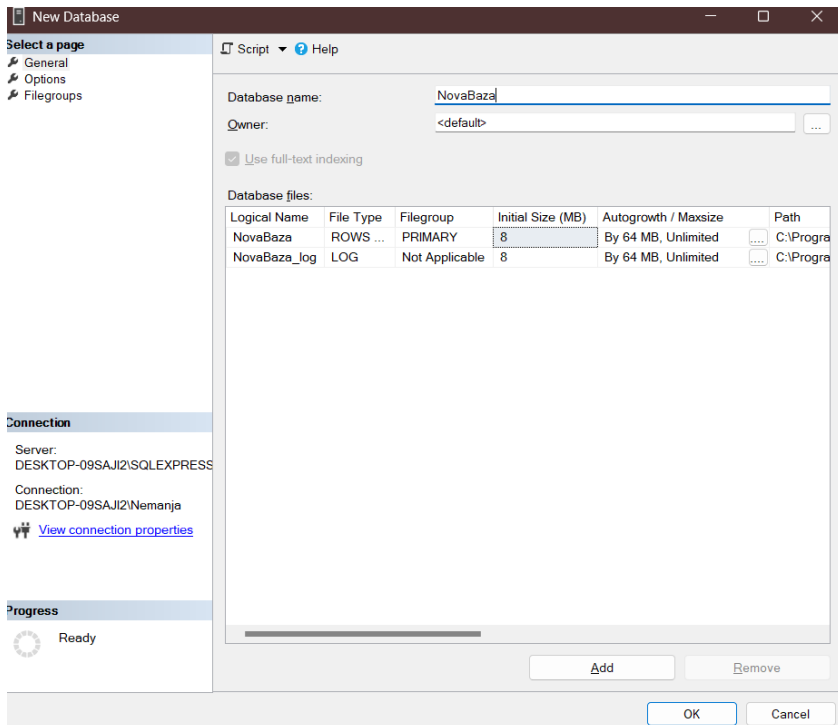 New Database
Select a page
General
Options
Filegroups
Script Help
Database name: NovaBaza
Owner: <default> ...
Use full-text indexing
Database files:
Logical Name File Type Filegroup Initial Size (MB) Autogrowth / Maxsize Path
NovaBaza ROWS ... PRIMARY 8 By 64 MB, Unlimited ... C:\Progra
NovaBaza_log LOG Not Applicable 8 By 64 MB, Unlimited ... C:\Progra
Connection
Server:
DESKTOP-09SAJI2\SQLEXPRESS
Connection:
DESKTOP-09SAJI2\Nemanja
View connection properties
Progress
Ready
Add Remove
OK Cancel